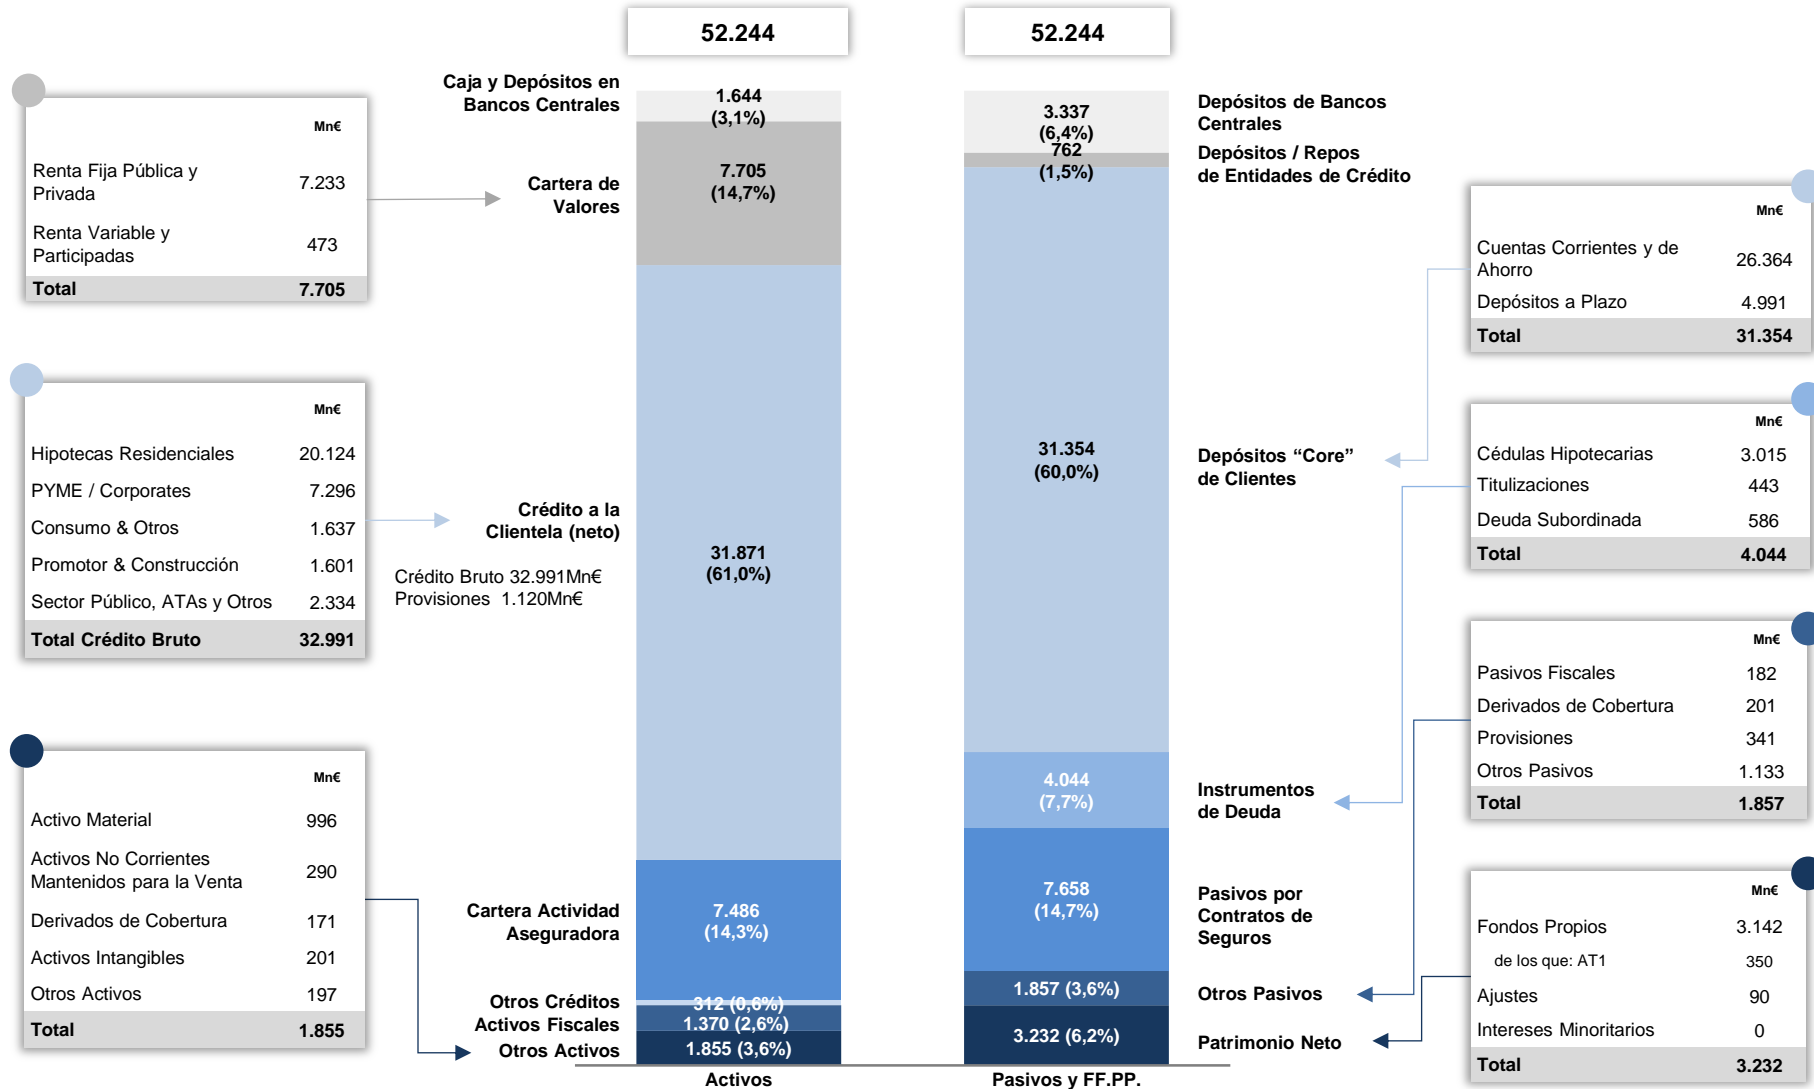 52.244
52.244
Mn€
Renta Fija Pública y
Privada
7.233
Renta Variable y
Participadas
473
Total 7.705
Mn€
Hipotecas Residenciales 20.124
PYME / Corporates 7.296
Consumo & Otros 1.637
Promotor & Construcción 1.601
Sector Público, ATAs y Otros 2.334
Total Crédito Bruto 32.991
Mn€
Activo Material 996
Activos No Corrientes
Mantenidos para la Venta
290
Derivados de Cobertura 171
Activos Intangibles 201
Otros Activos 197
Total 1.855
Caja y Depósitos en
Bancos Centrales
Cartera de
Valores
Crédito a la
Clientela (neto)
Crédito Bruto 32.991Mn€
Provisiones 1.120Mn€
Cartera Actividad
Aseguradora
Otros Créditos
Activos Fiscales
Otros Activos
1.644
(3,1%)
7.705
(14,7%)
31.871
(61,0%)
7.486
(14,3%)
312 (0,6%)
1.370 (2,6%)
1.855 (3,6%)
Activos
3.337
(6,4%)
762
(1,5%)
31.354
(60,0%)
4.044
(7,7%)
7.658
(14,7%)
1.857 (3,6%)
3.232 (6,2%)
Pasivos y FF.PP.
Depósitos de Bancos
Centrales
Depósitos / Repos
de Entidades de Crédito
Depósitos “Core”
de Clientes
Instrumentos
de Deuda
Pasivos por
Contratos de
Seguros
Otros Pasivos
Patrimonio Neto
Mn€
Cuentas Corrientes y de
Ahorro
26.364
Depósitos a Plazo 4.991
Total 31.354
Mn€
Cédulas Hipotecarias 3.015
Titulizaciones 443
Deuda Subordinada 586
Total 4.044
Mn€
Pasivos Fiscales 182
Derivados de Cobertura 201
Provisiones 341
Otros Pasivos 1.133
Total 1.857
Mn€
Fondos Propios 3.142
de los que: AT1 350
Ajustes 90
Intereses Minoritarios 0
Total 3.232